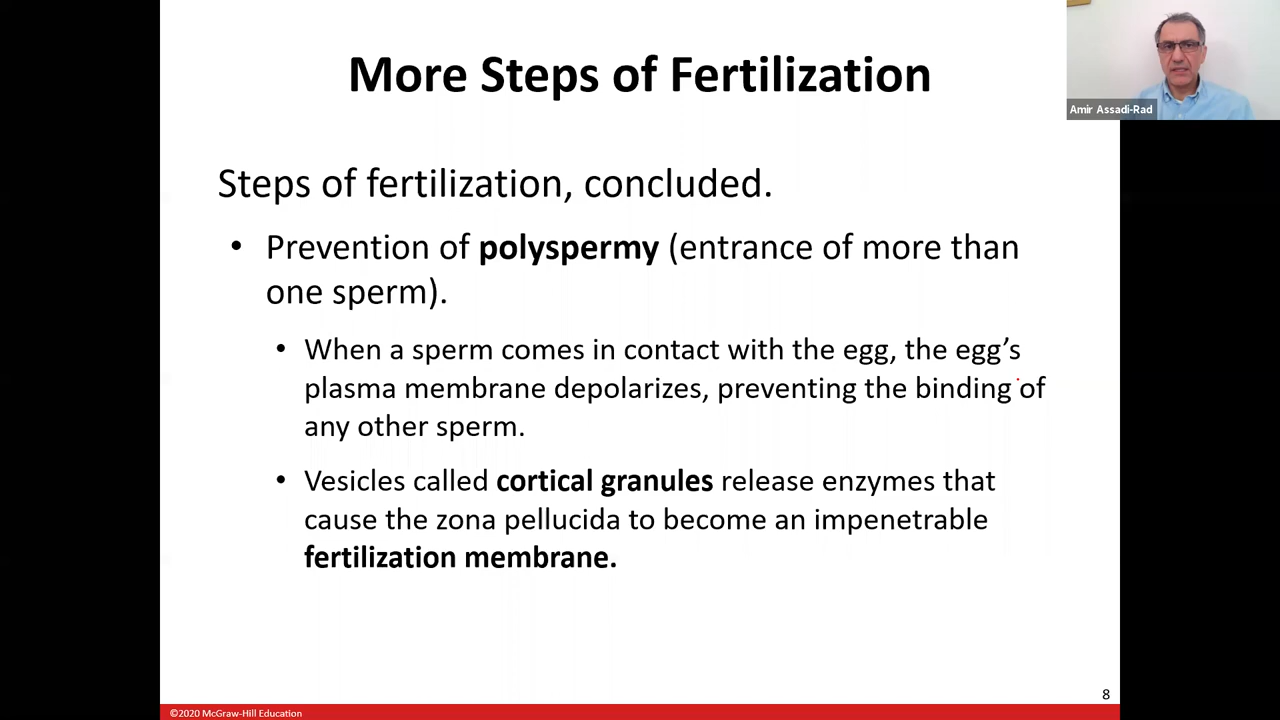 More Steps of Fertilization
Amir Assadi-Rad
Steps of fertilization, concluded.
• Prevention of polyspermy (entrance of more than
one sperm).
• When a sperm comes in contact with the egg, the egg’s
plasma membrane depolarizes, preventing the binding of
any other sperm.
• Vesicles called cortical granules release enzymes that
cause the zona pellucida to become an impenetrable
fertilization membrane.
8
©2020 McGraw-Hill Education